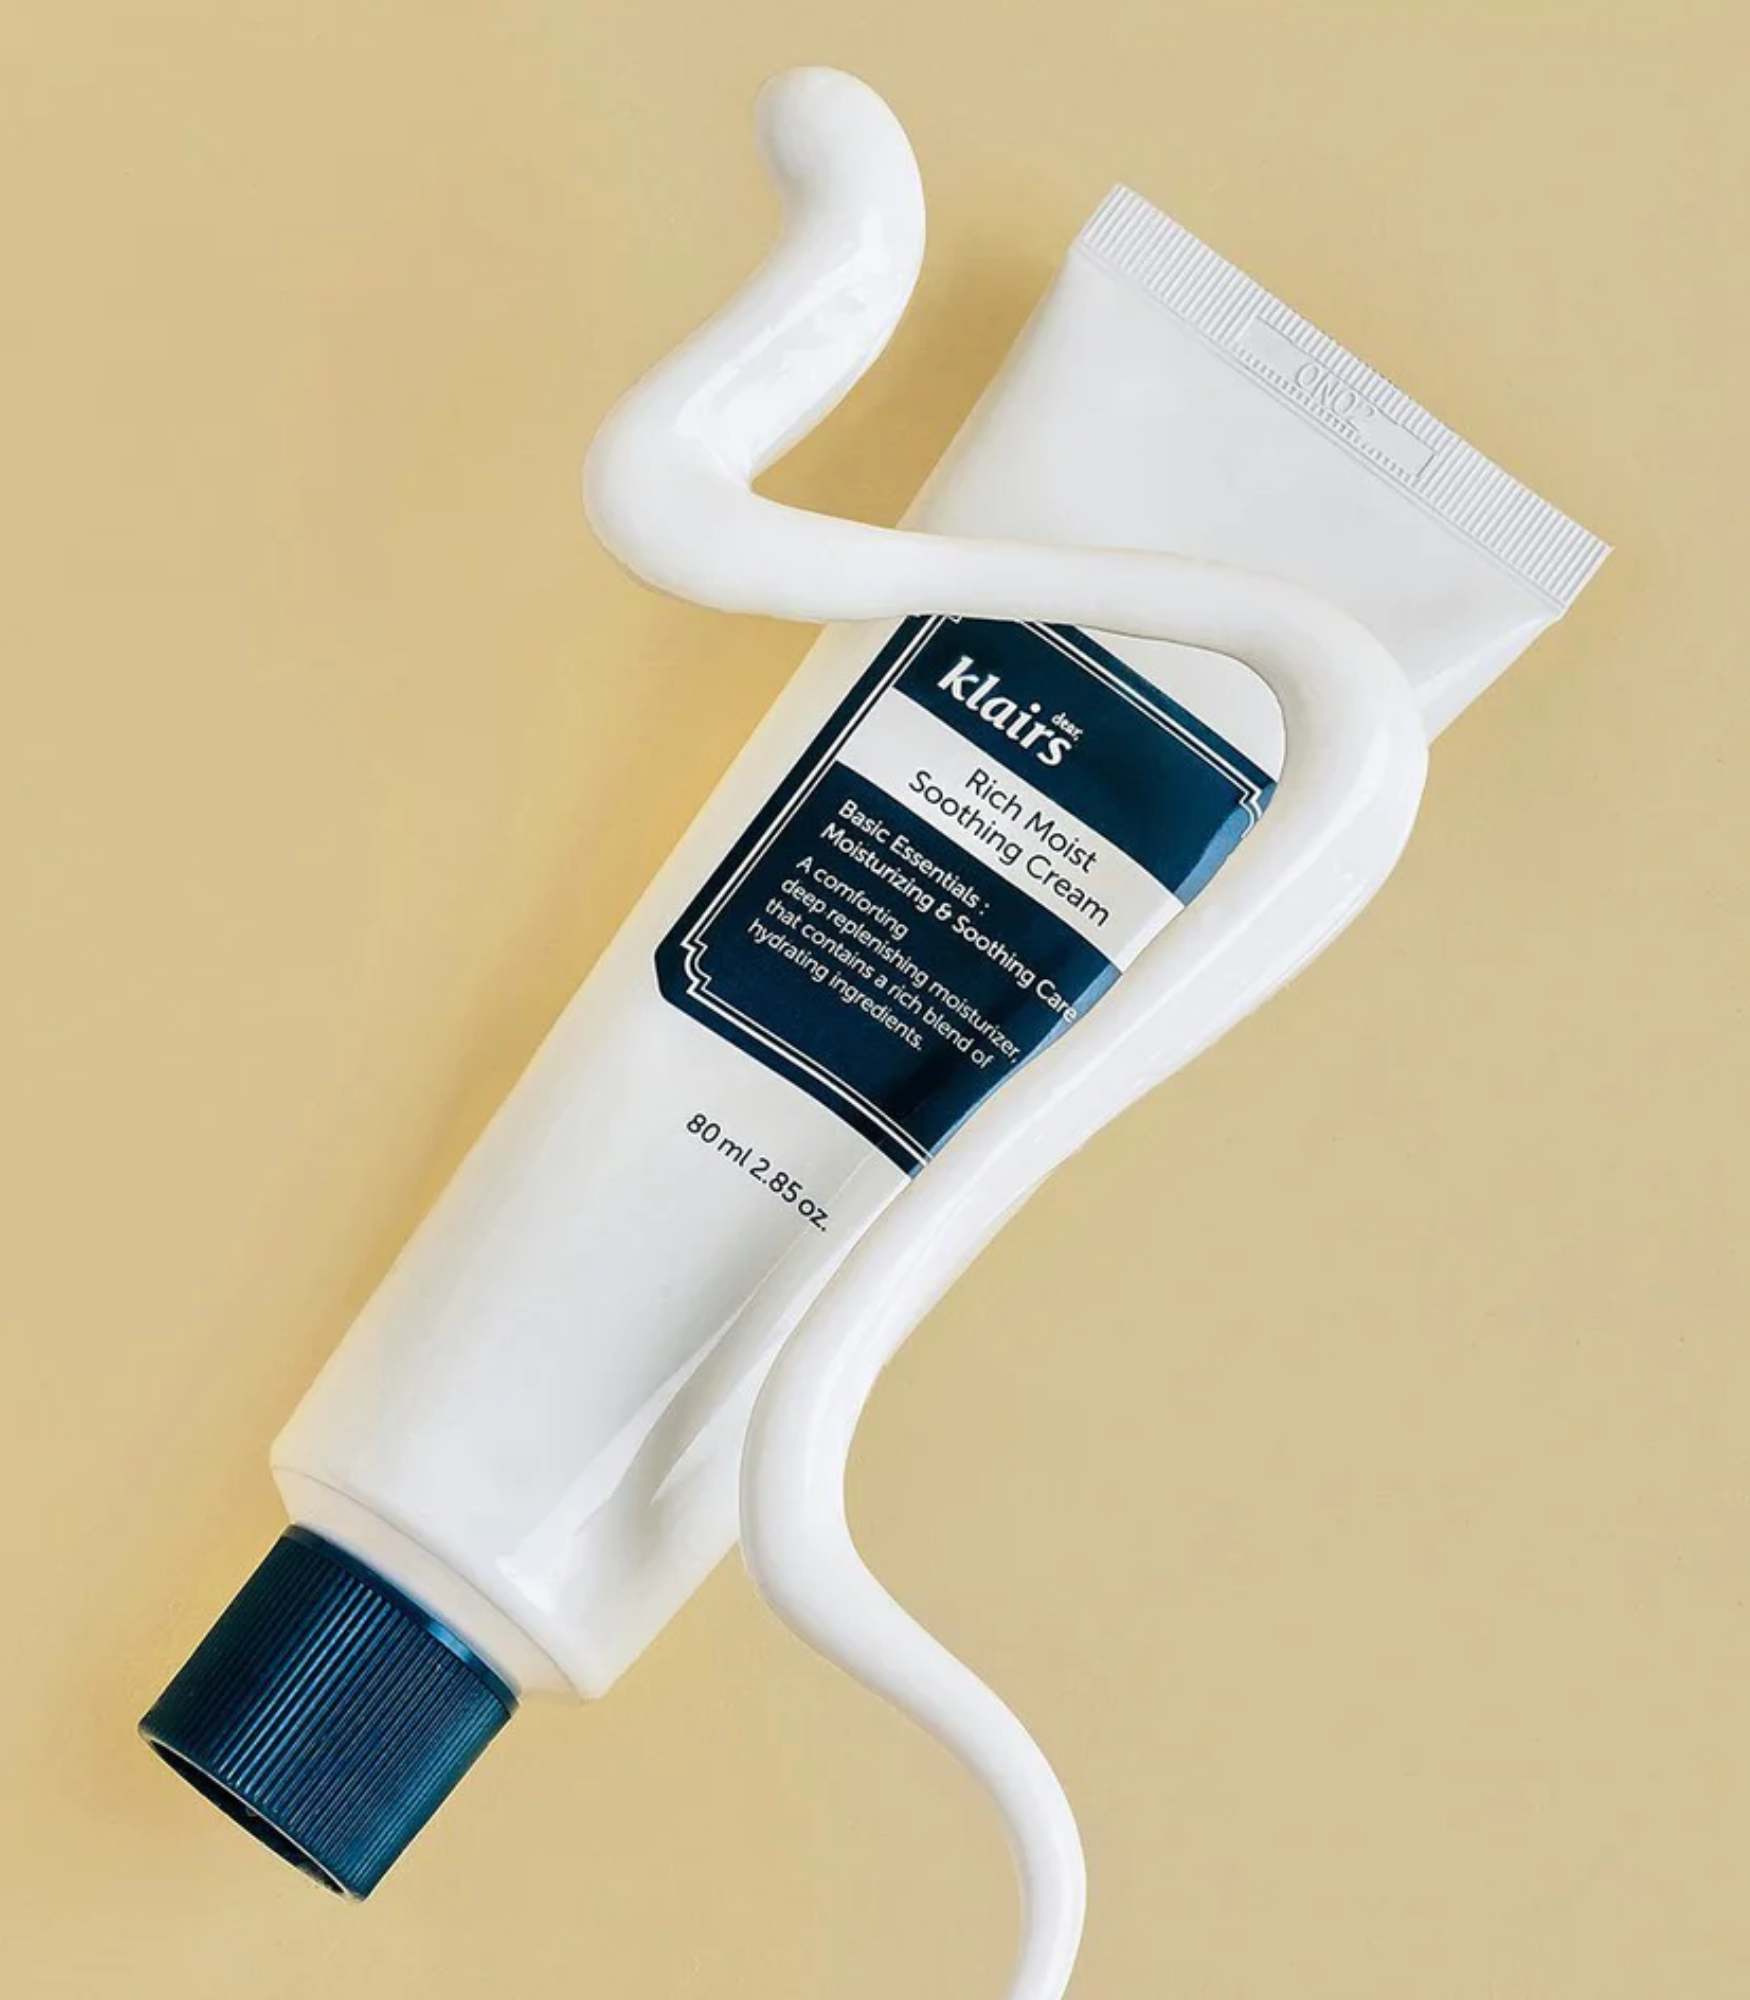 dear,
klairs
Rich Moist
Soothing Cream
Basic Essentials :
Moisturizing & Soothing Care
A comforting
deep replenishing moisturizer,
that contains a rich blend of
hydrating ingredients.
80 ml 2.85 oz.